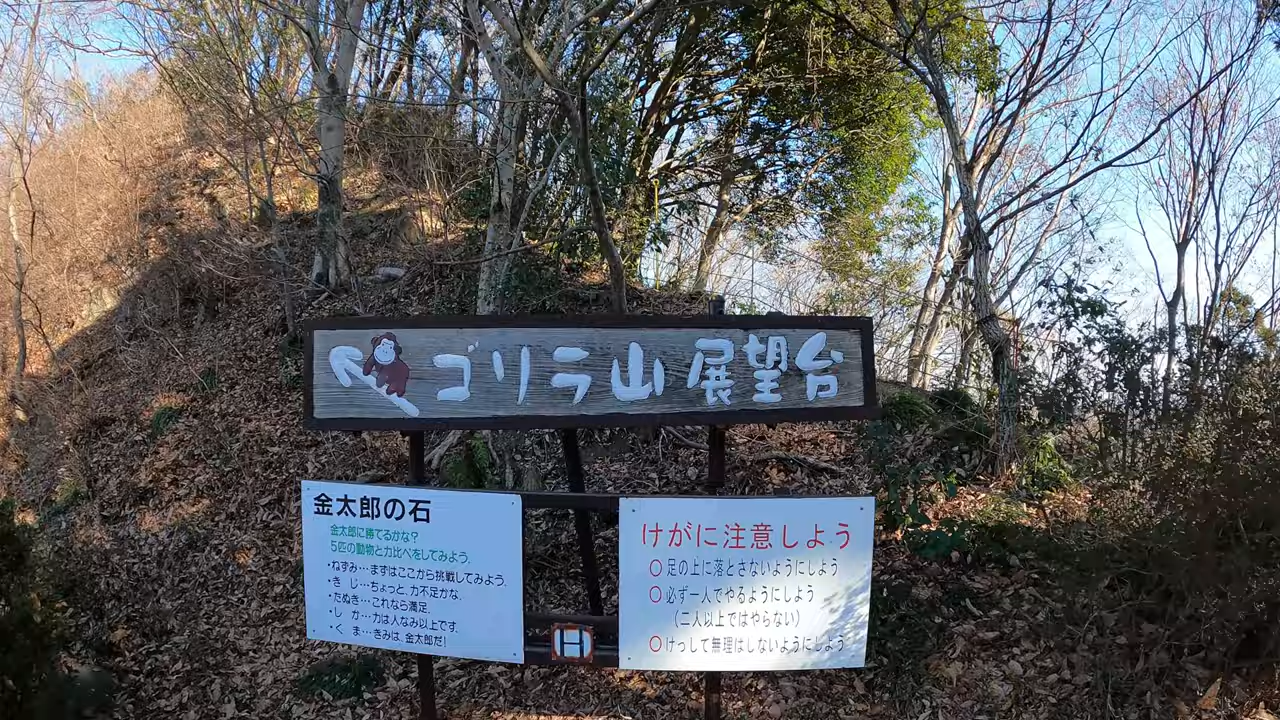 ゴリラ山 展望台
金太郎の石
金太郎に勝てるかな？
5匹の動物と力比べをしてみよう。
・ねずみ…まずはここから挑戦してみよう。
・き じ…ちょっと、力不足かな。
・たぬき…これなら満足。
・し か…力は人なみ以上です。
・く ま…きみは、金太郎だ！
けがに注意しよう
○足の上に落とさないようにしよう
○必ず一人でやるようにしよう
（二人以上ではやらない）
○けっして無理はしないようにしよう
H